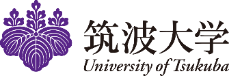 筑波大学
University of Tsukuba